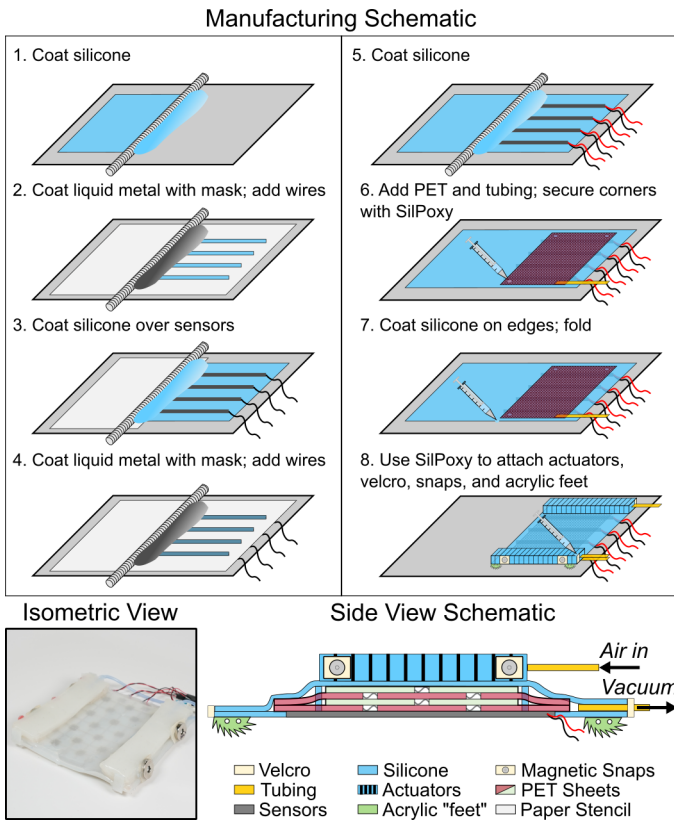 Manufacturing Schematic
1. Coat silicone
2. Coat liquid metal with mask; add wires
3. Coat silicone over sensors
4. Coat liquid metal with mask; add wires
5. Coat silicone
6. Add PET and tubing; secure corners
with SilPoxy
7. Coat silicone on edges; fold
8. Use SilPoxy to attach actuators,
velcro, snaps, and acrylic feet
Isometric View
Side View Schematic
Air in
Vacuum
Velcro
Silicone
Magnetic Snaps
Tubing
Actuators
PET Sheets
Sensors
Acrylic "feet"
Paper Stencil